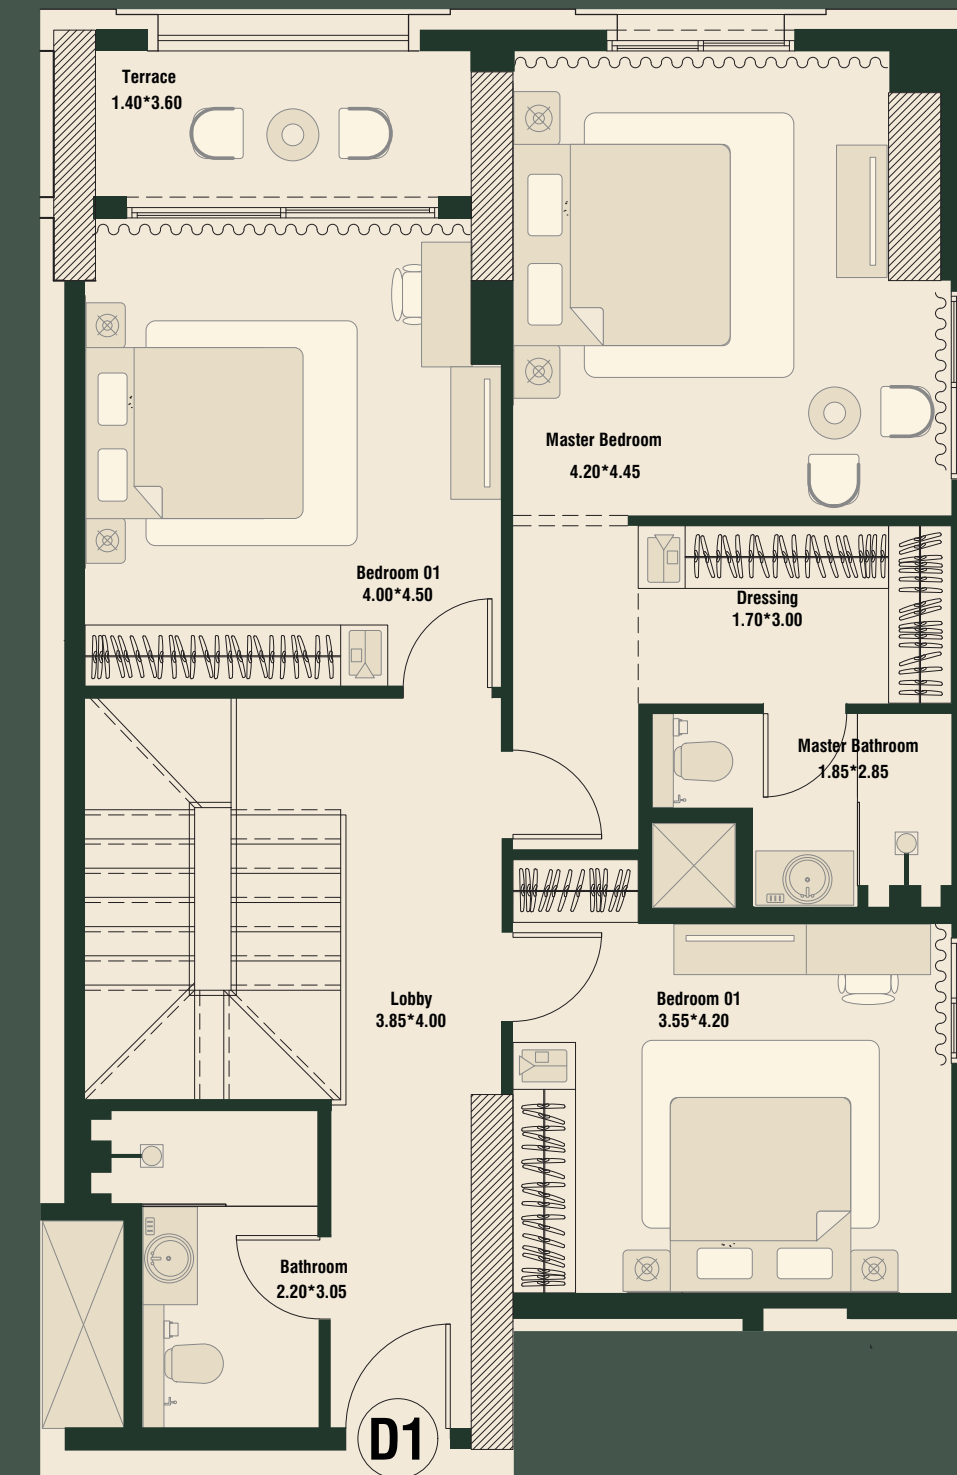 Terrace
1.40*3.60
Master Bedroom
4.20*4.45
Bedroom 01
4.00*4.50
Dressing
1.70*3.00
Master Bathroom
1.85*2.85
Lobby
3.85*4.00
Bedroom 01
3.55*4.20
Bathroom
2.20*3.05
D1